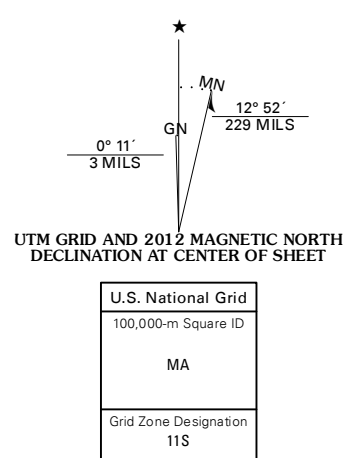 ★
MN
GN
12° 52´
229 MILS
0° 11´
3 MILS
UTM GRID AND 2012 MAGNETIC NORTH
DECLINATION AT CENTER OF SHEET
U.S. National Grid
100,000-m Square ID
MA
Grid Zone Designation
11S